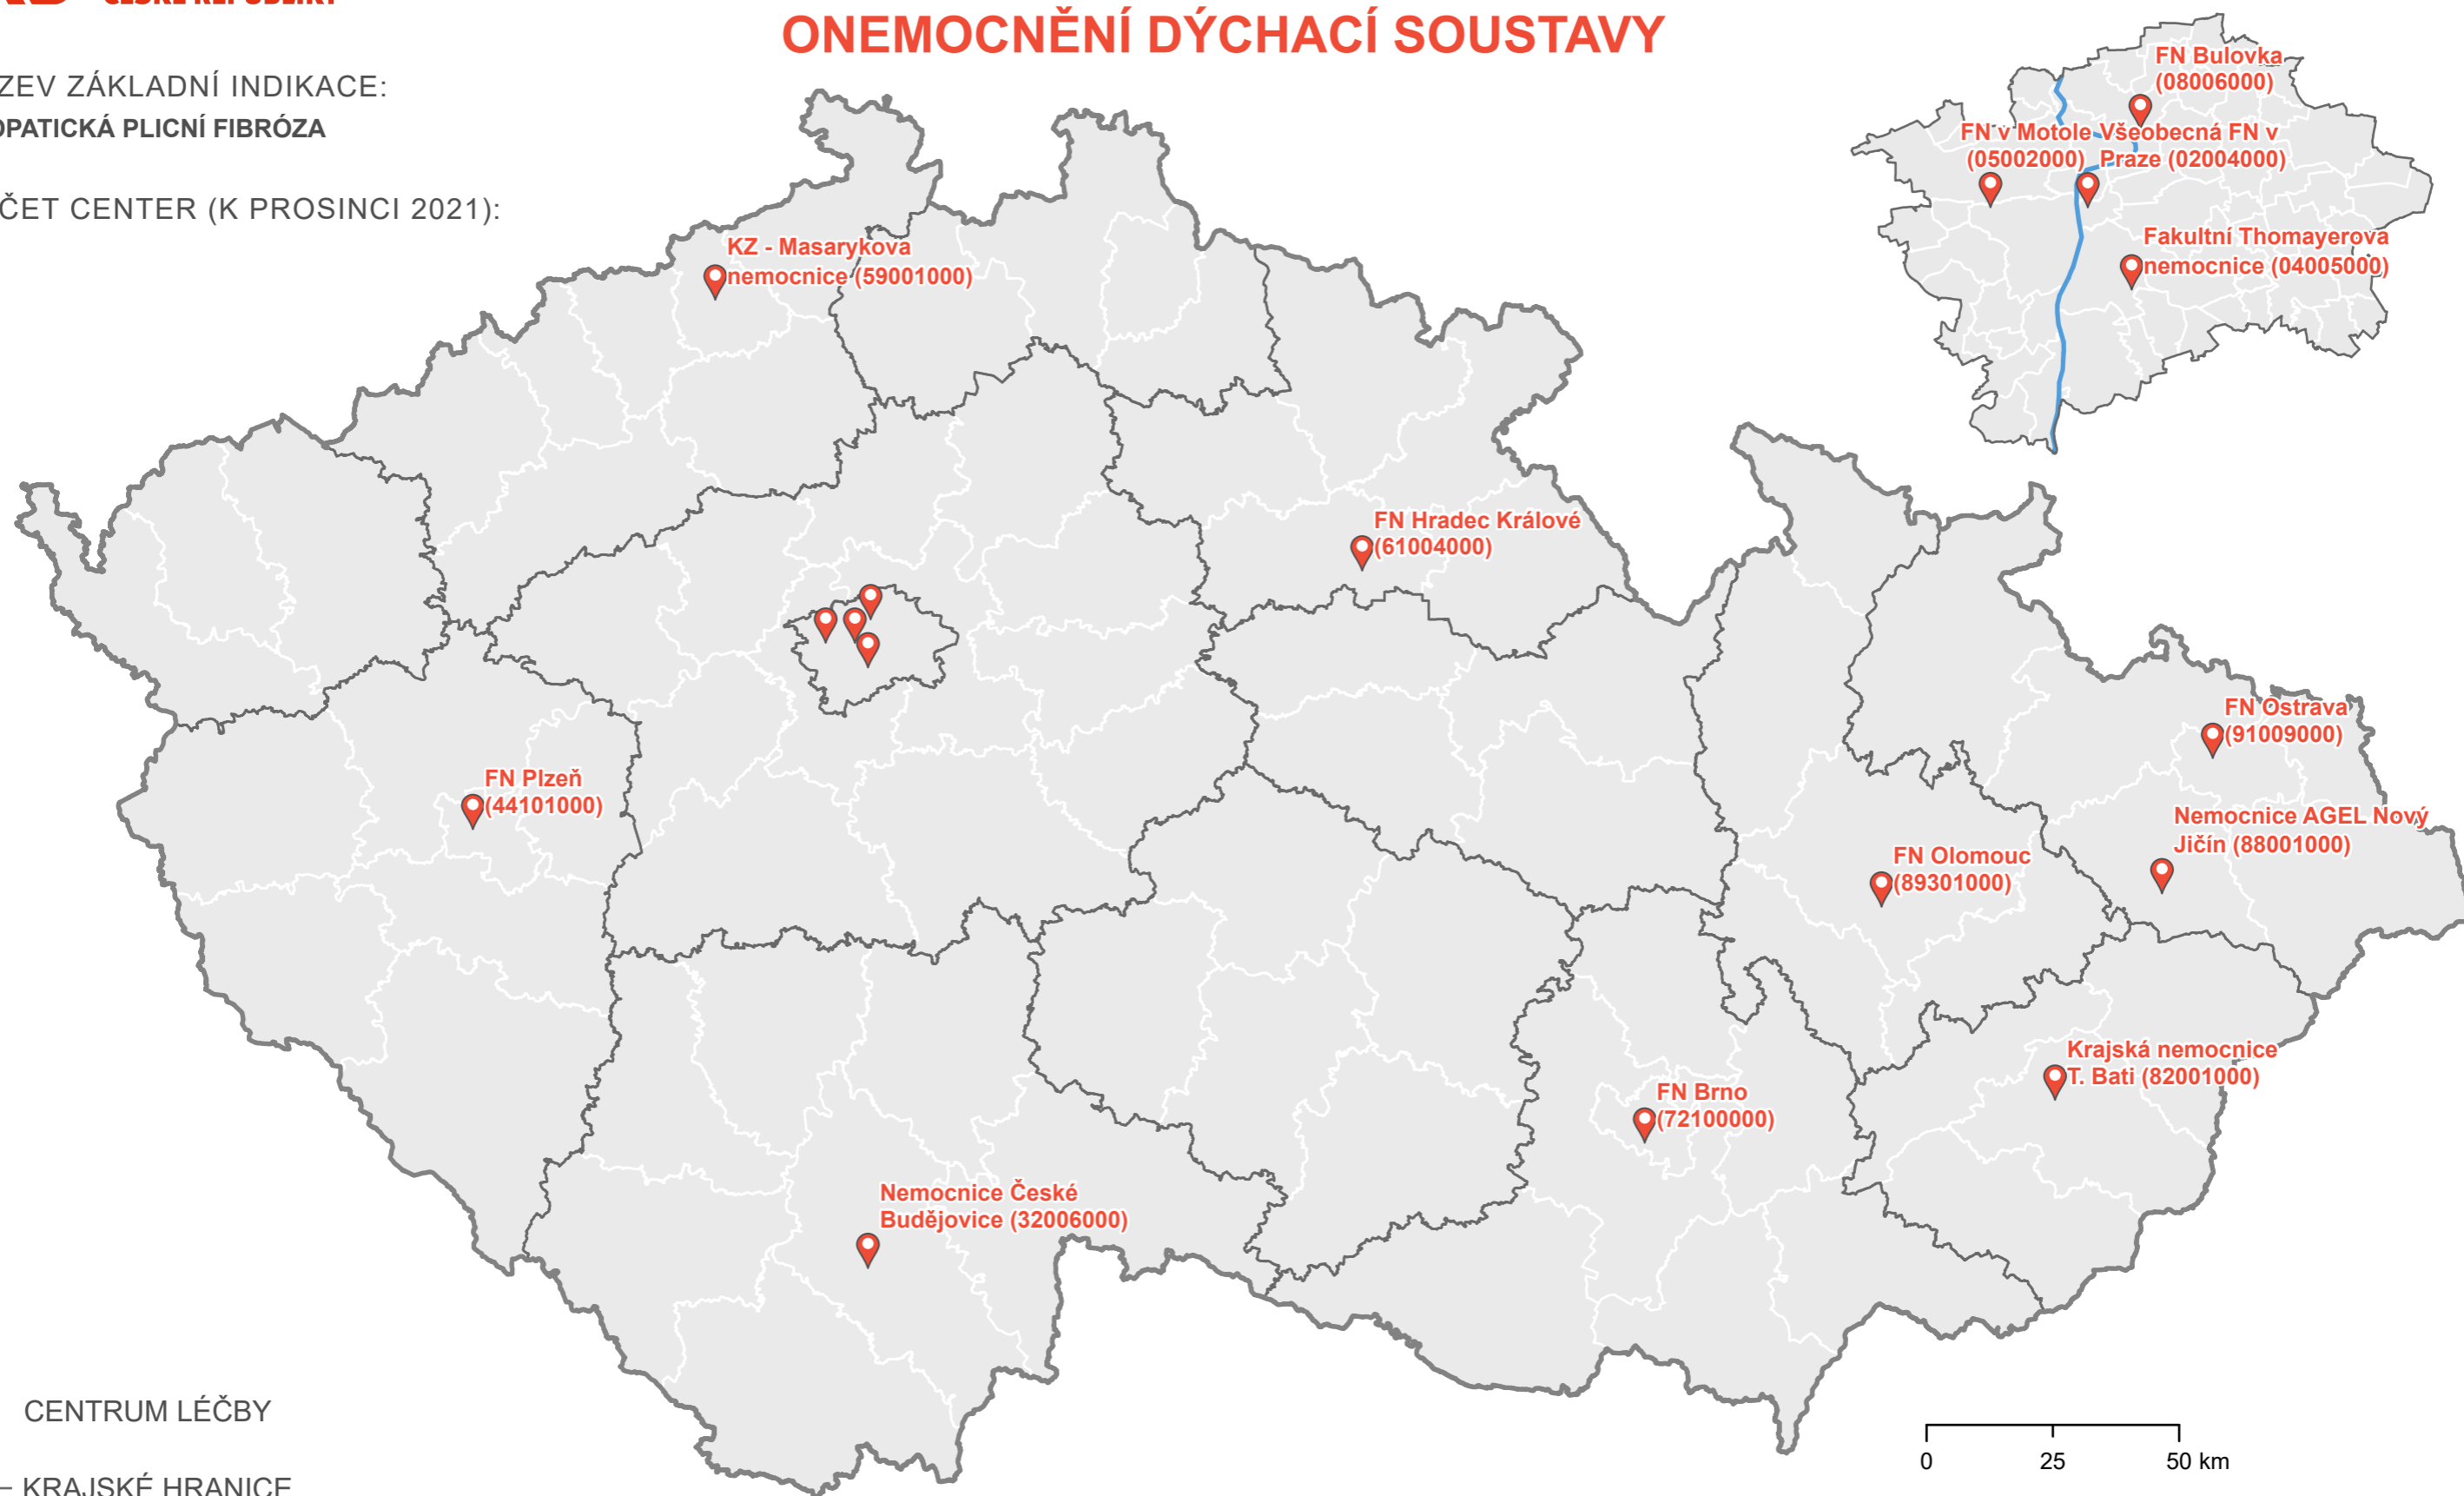 ONEMOCNĚNÍ DÝCHACÍ SOUSTAVY
ZEV ZÁKLADNÍ INDIKACE:
OPATICKÁ PLICNÍ FIBRÓZA
ČET CENTER (K PROSINCI 2021):
FN Bulovka
(08006000)
FN v Motole
(05002000)
Všeobecná FN v
Praze (02004000)
Fakultní Thomayerova
nemocnice (04005000)
KZ - Masarykova
nemocnice (59001000)
FN Hradec Králové
(61004000)
FN Ostrava
(91009000)
FN Plzeň
(44101000)
Nemocnice AGEL Nový
Jičín (88001000)
FN Olomouc
(89301000)
Krajská nemocnice
T. Bati (82001000)
FN Brno
(72100000)
Nemocnice České
Budějovice (32006000)
CENTRUM LÉČBY
KRAJSKÉ HRANICE
0 25 50 km